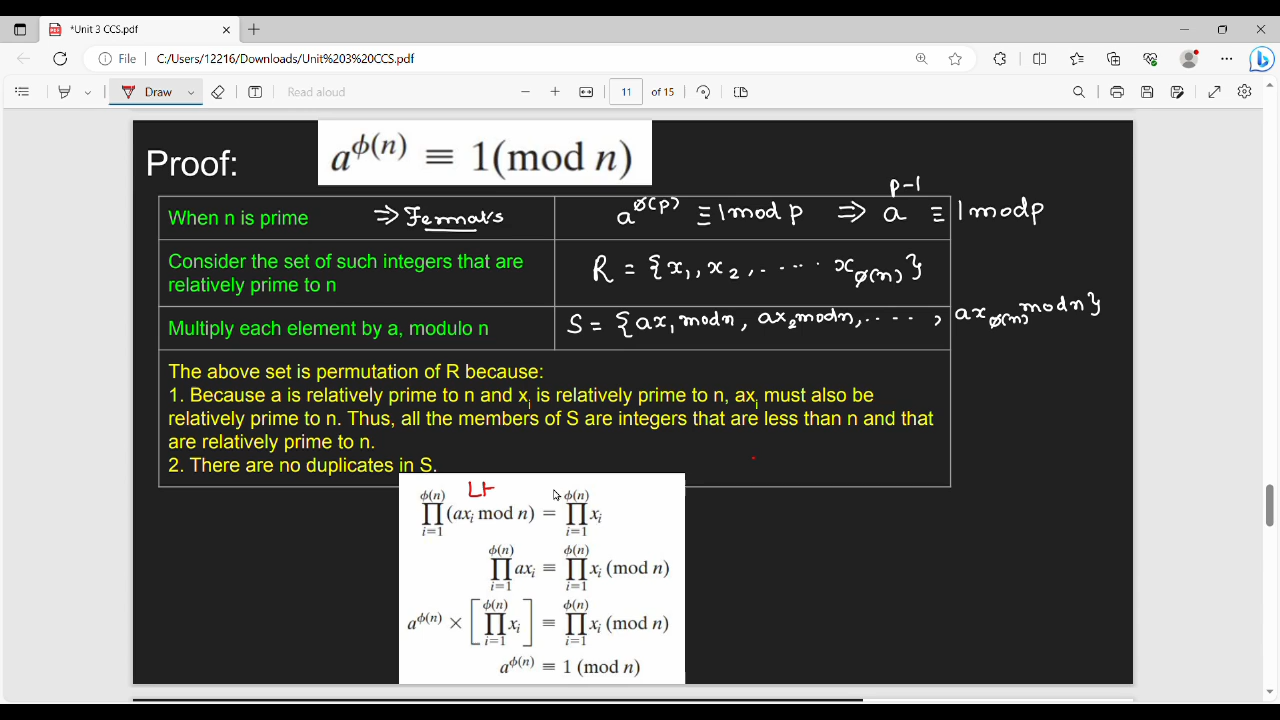 *Unit 3 CCS.pdf
File C:/Users/12216/Downloads/Unit%203%20CCS.pdf
Draw Read aloud 11 of 15
Proof: a^ϕ(n) ≡ 1(mod n)
When n is prime ⇒ Fermat's a^ϕ(p) ≡ 1 mod p ⇒ a^p-1 ≡ 1 mod p
Consider the set of such integers that are
relatively prime to n R = {x₁, x₂, ..... x_ϕ(n)}
Multiply each element by a, modulo n S = {ax₁ mod n, ax₂ mod n, ....., ax_ϕ(n) mod n}
The above set is permutation of R because:
1. Because a is relatively prime to n and xᵢ is relatively prime to n, axᵢ must also be
relatively prime to n. Thus, all the members of S are integers that are less than n and that
are relatively prime to n.
2. There are no duplicates in S.
LH
∏_{i=1}^{ϕ(n)} (axᵢ mod n) = ∏_{i=1}^{ϕ(n)} xᵢ
∏_{i=1}^{ϕ(n)} axᵢ ≡ ∏_{i=1}^{ϕ(n)} xᵢ (mod n)
a^ϕ(n) × [∏_{i=1}^{ϕ(n)} xᵢ] ≡ ∏_{i=1}^{ϕ(n)} xᵢ (mod n)
a^ϕ(n) ≡ 1 (mod n)